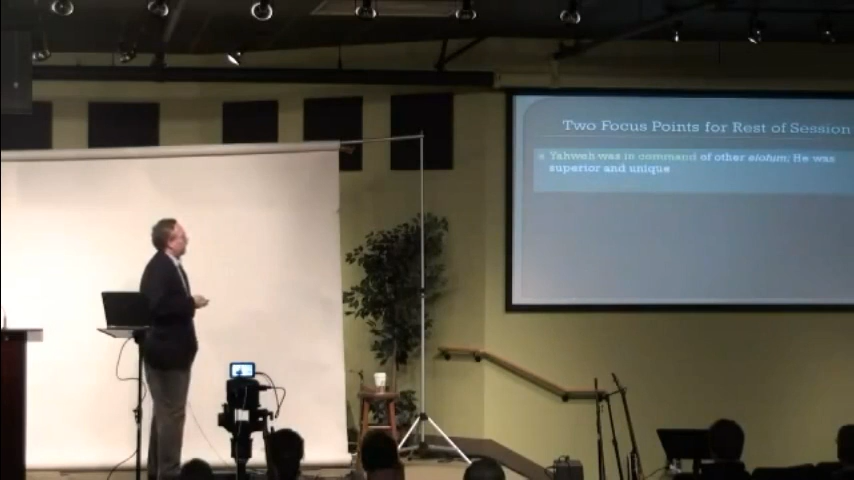 Two Focus Points for Rest of Session
Yahweh was in command of other elohim; He was
superior and unique